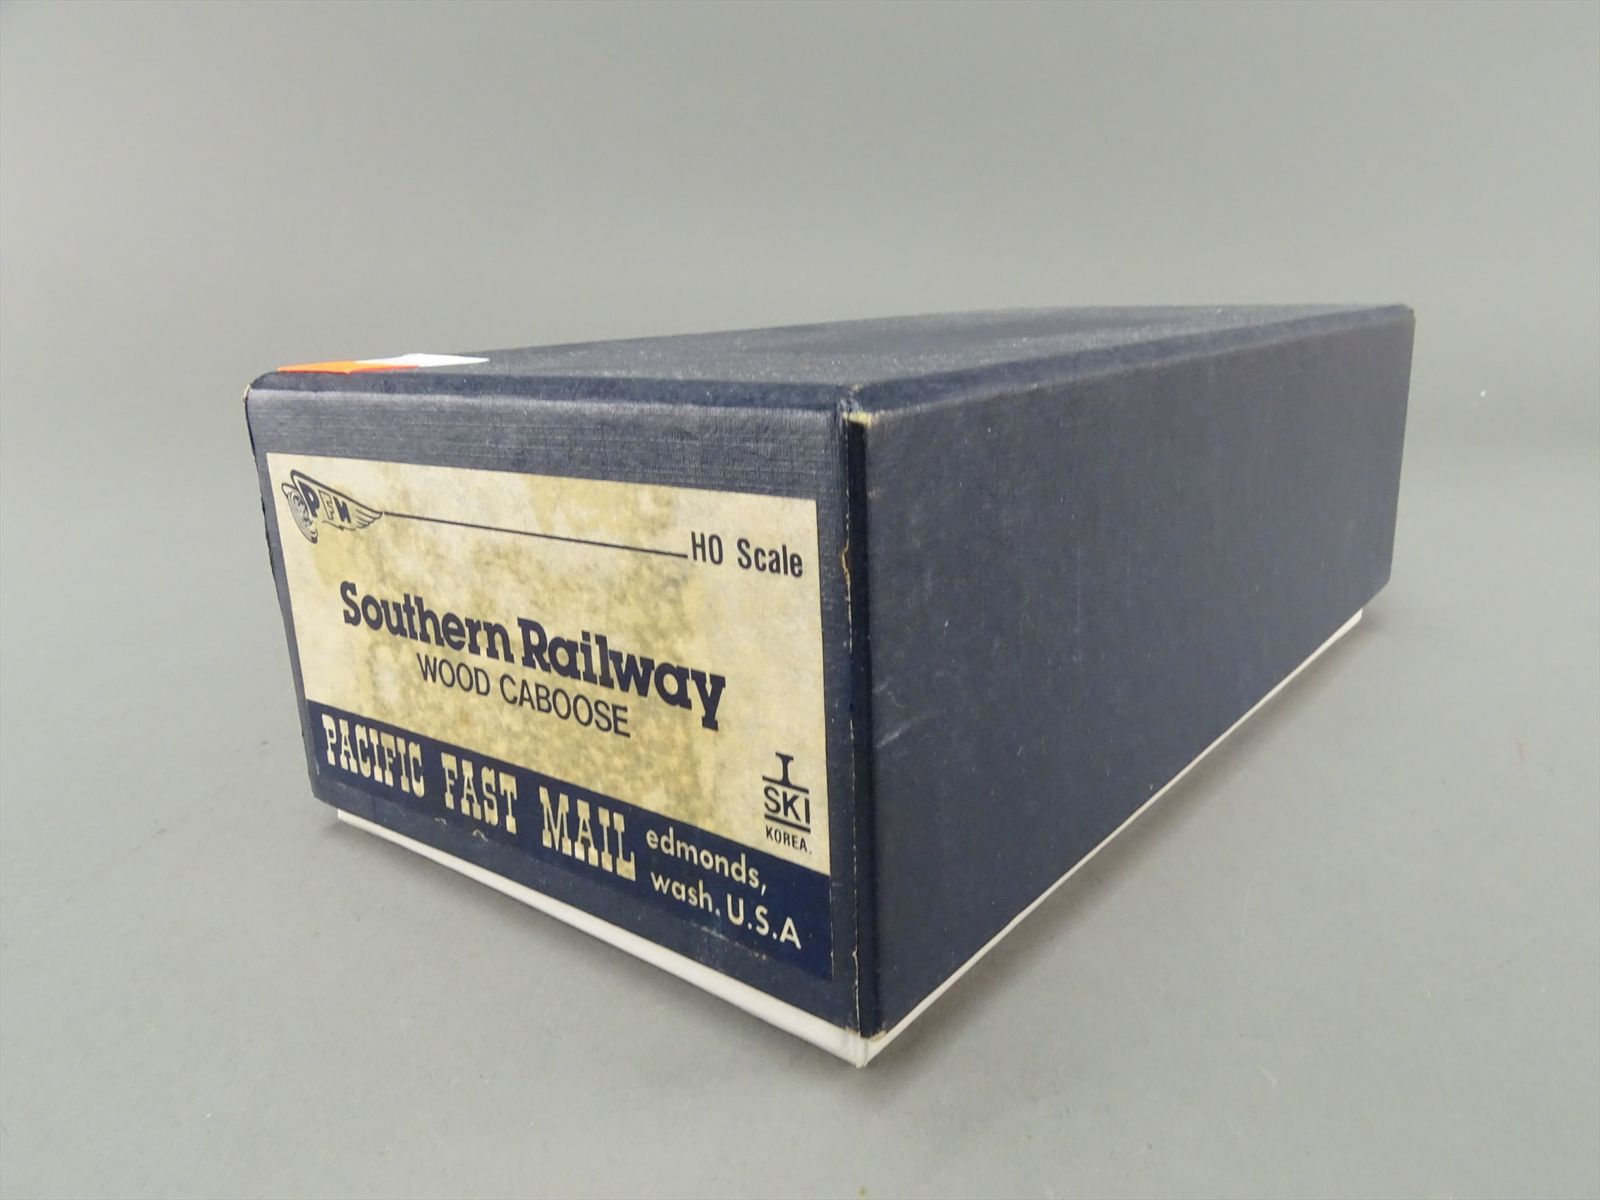 PFM
HO Scale
Southern Railway
WOOD CABOOSE
SKI
KOREA.
PACIFIC FAST MAIL
edmonds,
wash. U.S.A